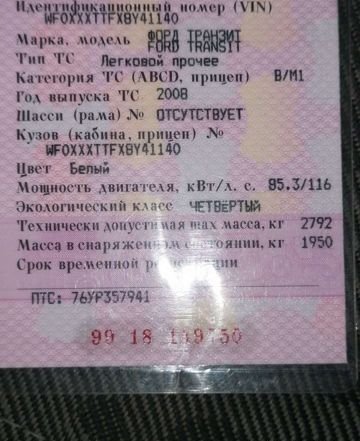 Идентификационный номер (VIN)
WFOXXXTTFX8Y41140
Марка, модель ФОРД ТРАНЗИТ
FORD TRANSIT
Тип ТС Легковой прочее
Категория ТС (ABCD, прицеп) B/M1
Год выпуска ТС 2008
Шасси (рама) № ОТСУТСТВУЕТ
Кузов (кабина, прицеп) №
WFOXXXTTFX8Y41140
Цвет Белый
Мощность двигателя, кВт/л. с. 85.3/116
Экологический класс ЧЕТВЕРТЫЙ
Технически допустимая max масса, кг 2792
Масса в снаряженном состоянии, кг 1950
Срок временной регистрации
ПТС: 76УР357941
99 18